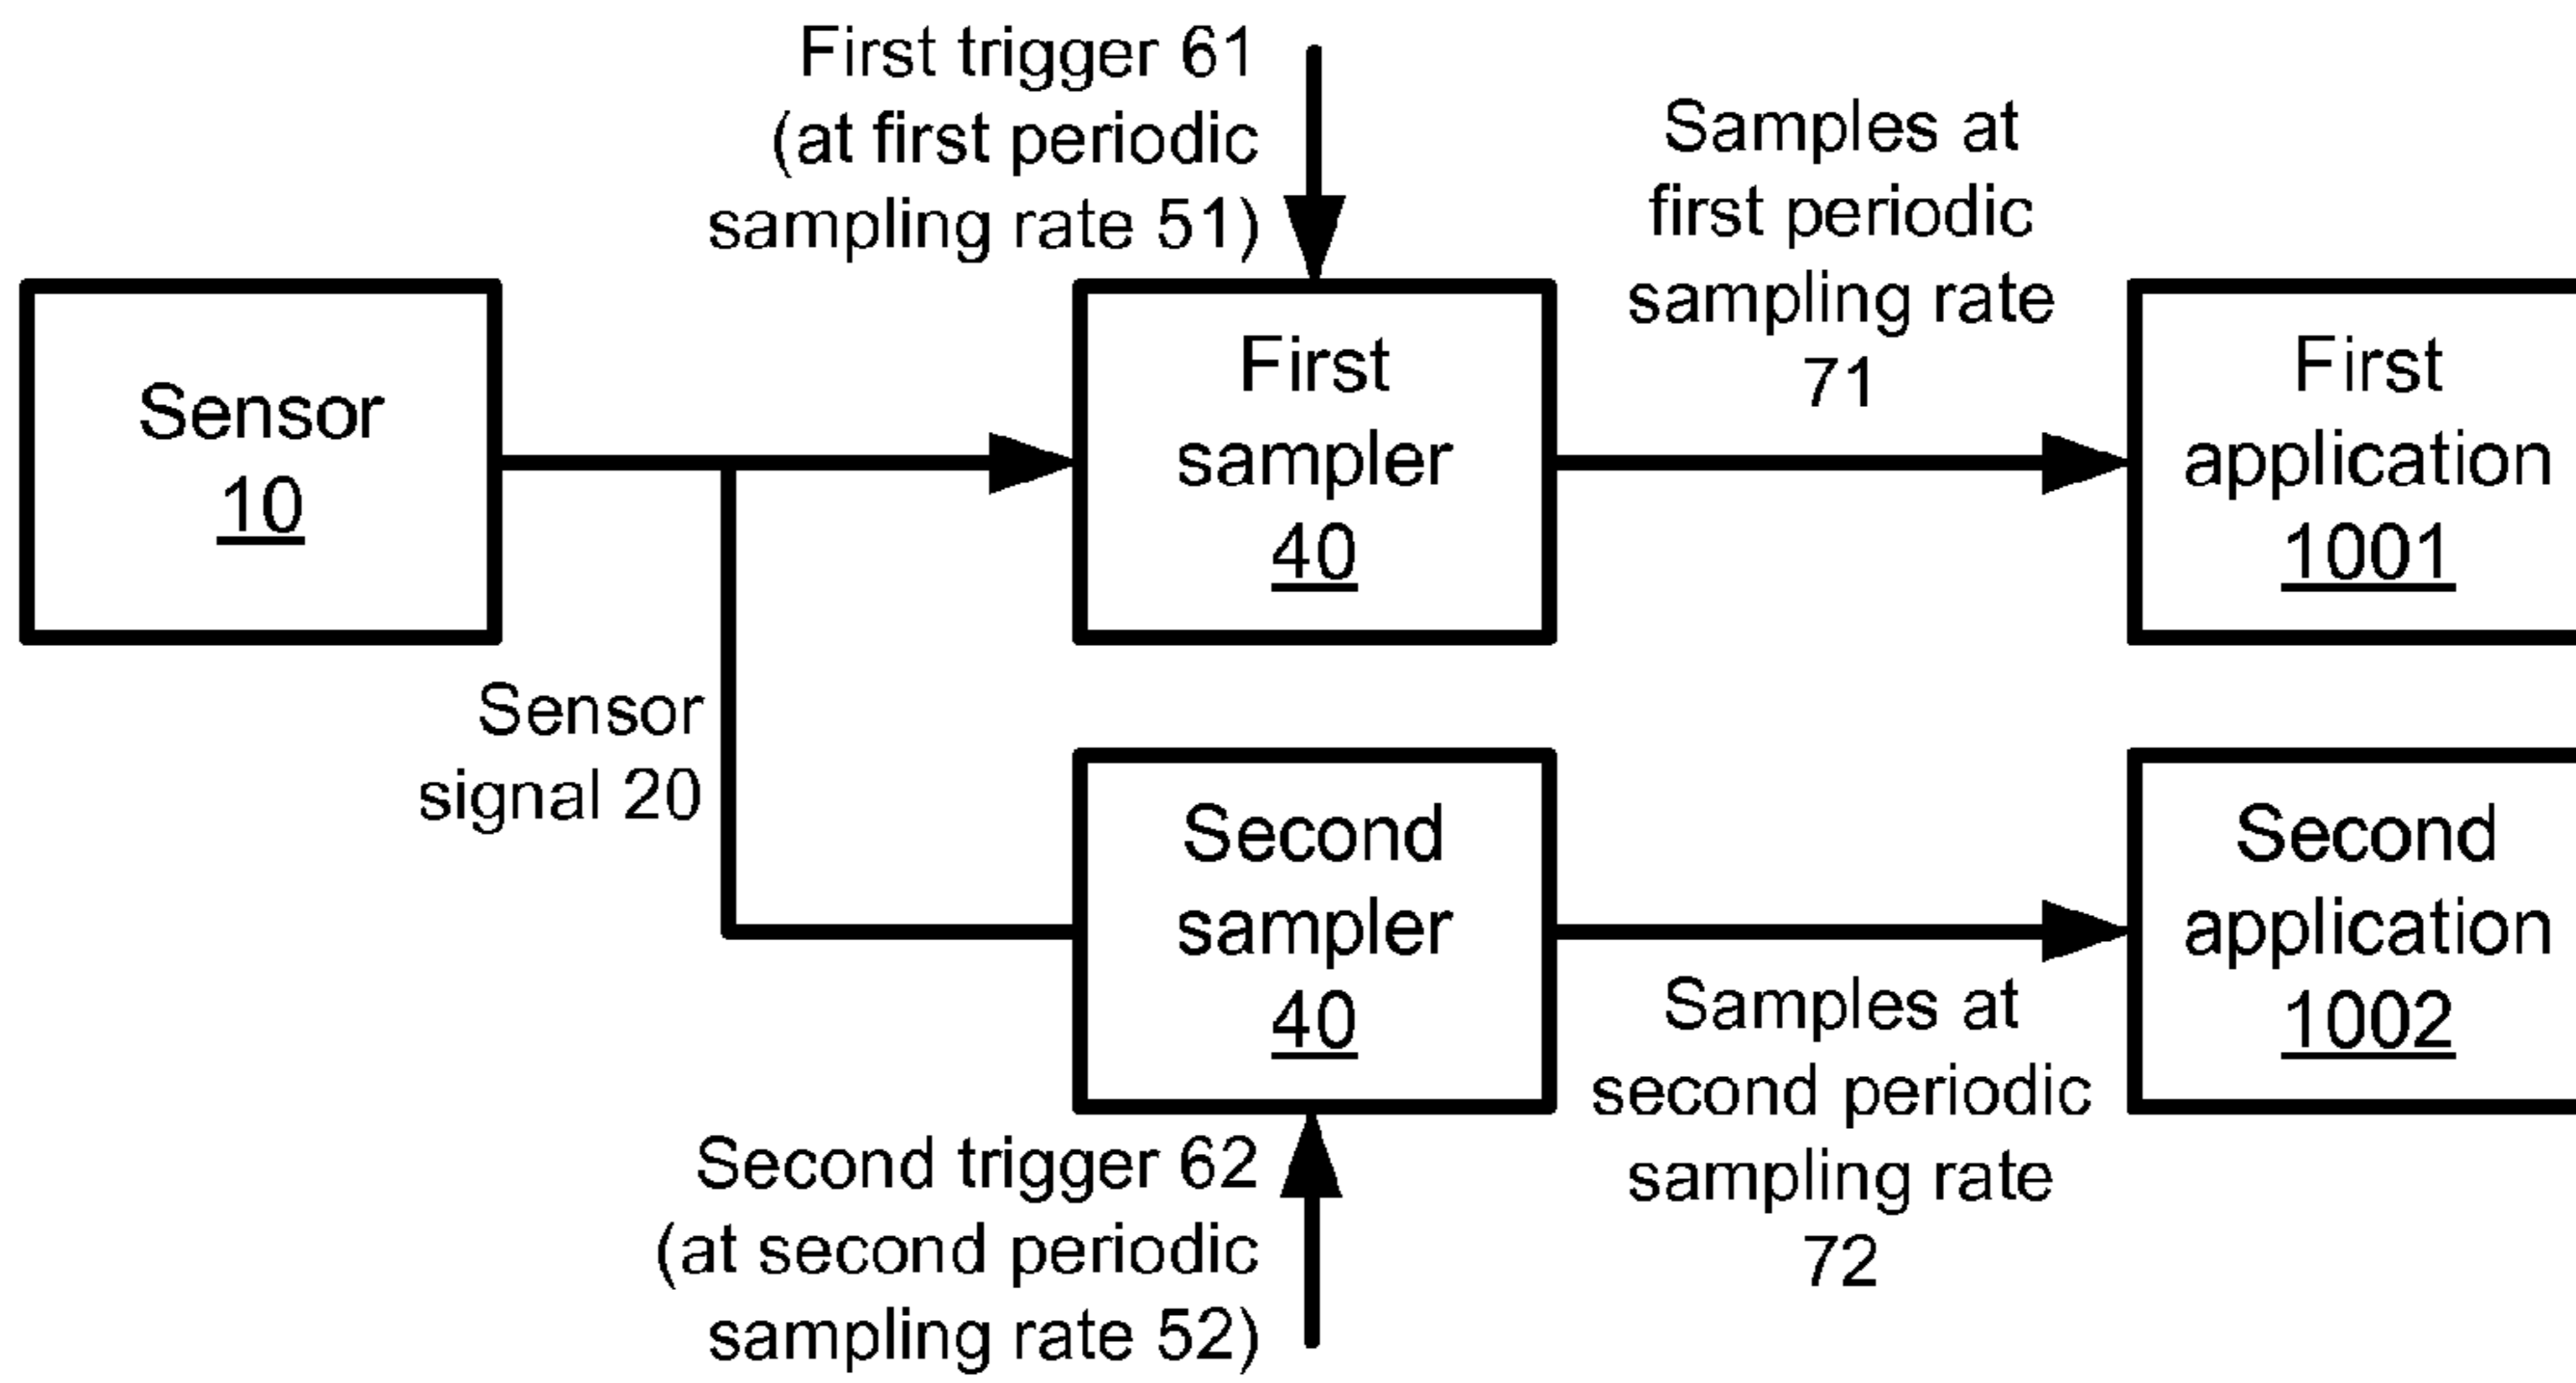 First trigger 61
(at first periodic
sampling rate 51)
Samples at
first periodic
sampling rate
71
Sensor
10
First
sampler
40
First
application
1001
Sensor
signal 20
Second
sampler
40
Second
application
1002
Second trigger 62
(at second periodic
sampling rate 52)
Samples at
second periodic
sampling rate
72